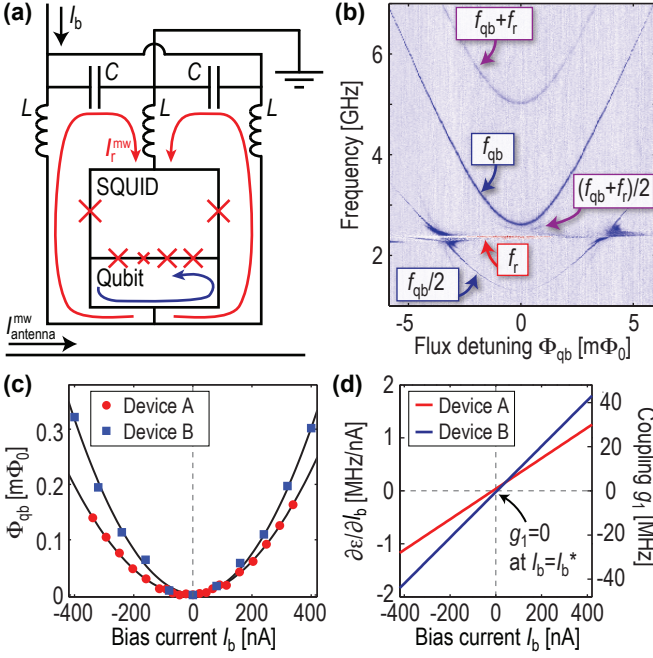 (a)
I_b
C
C
L
L
L
I_r^mw
SQUID
Qubit
I_antenna^mw
(b)
Frequency [GHz]
6
4
2
f_qb+f_r
f_qb
(f_qb+f_r)/2
f_r
f_qb/2
-5
0
5
Flux detuning Φ_qb [mΦ_0]
(c)
Device A
Device B
Φ_qb [mΦ_0]
0.3
0.2
0.1
0
-400
-200
0
200
400
Bias current I_b [nA]
(d)
Device A
Device B
∂ε/∂I_b [MHz/nA]
2
1
0
-1
-2
Coupling g_1 [MHz]
40
20
0
-20
-40
g_1=0
at I_b=I_b*
-400
-200
0
200
400
Bias current I_b [nA]